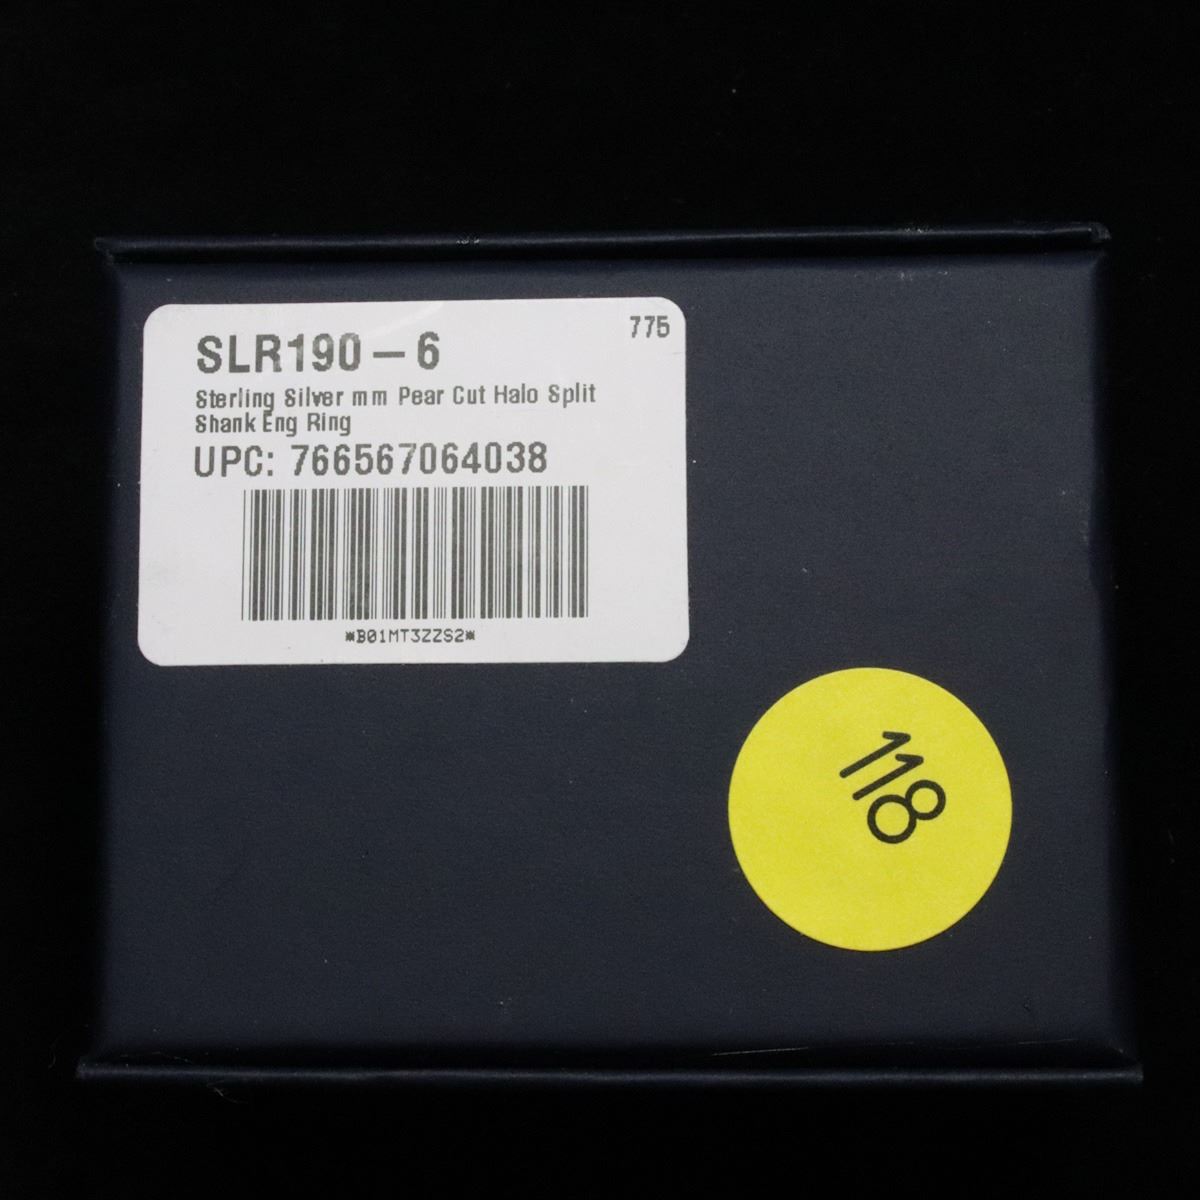 775
SLR190 – 6
Sterling Silver mm Pear Cut Halo Split
Shank Eng Ring
UPC: 766567064038
*B01MT3ZZS2*
118